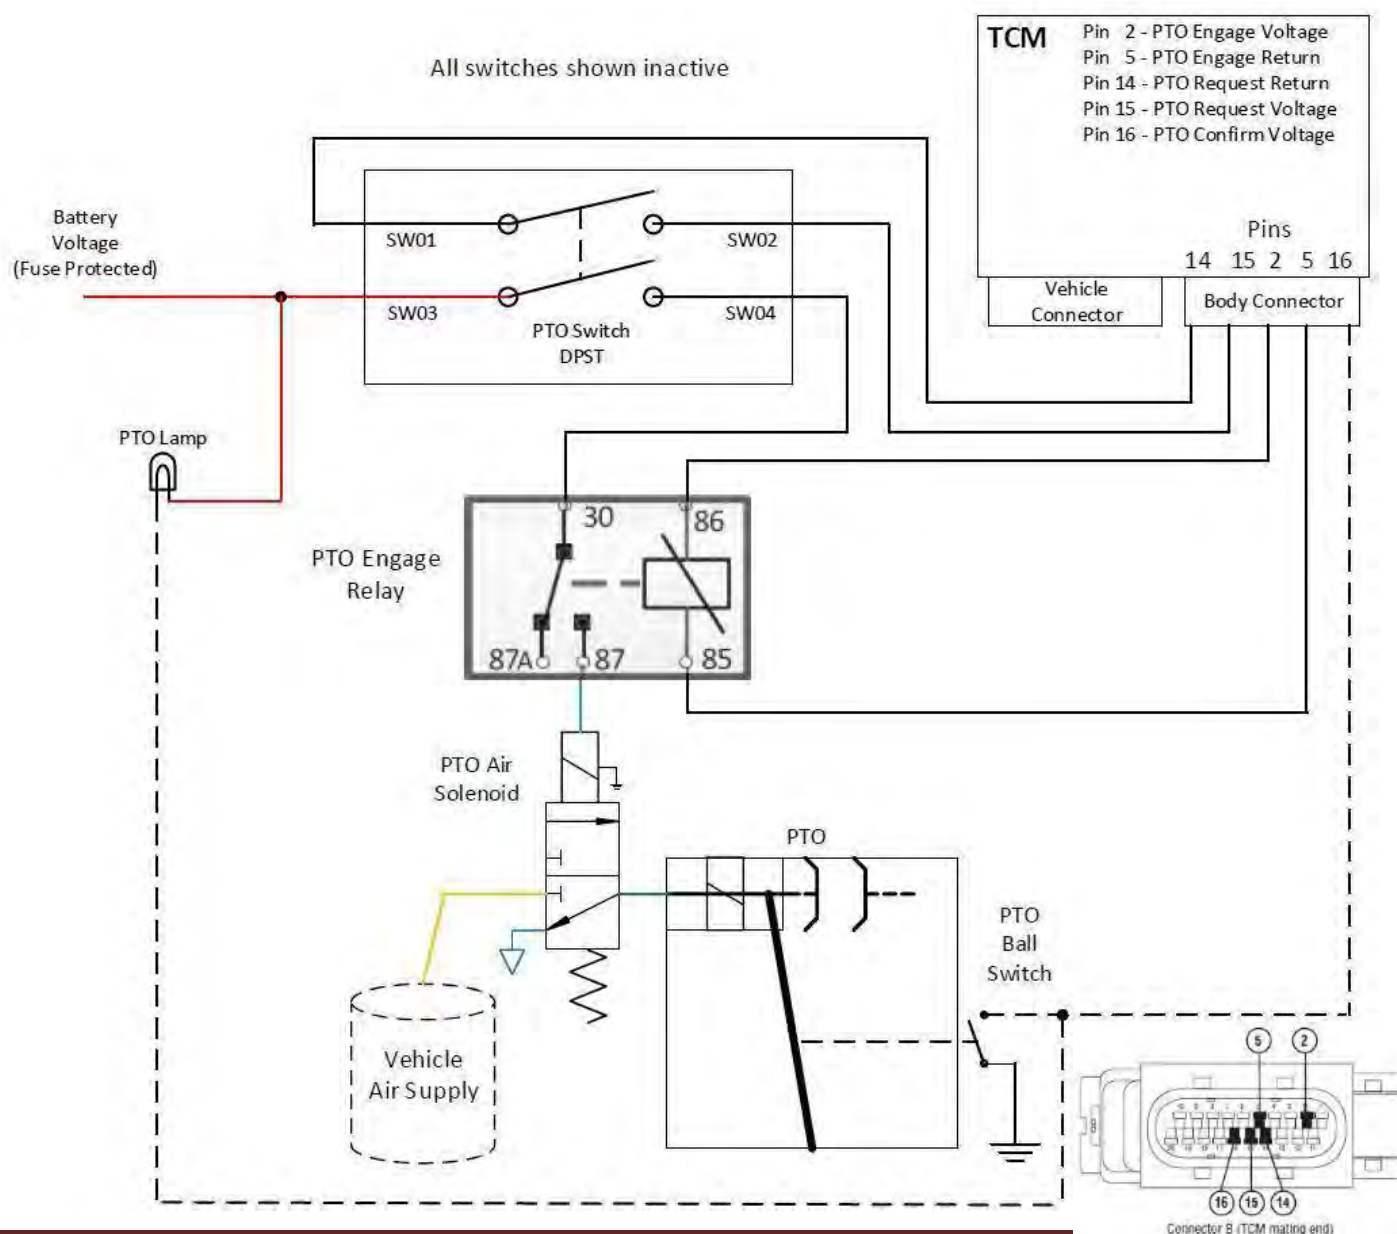 All switches shown inactive
TCM
Pin 2 - PTO Engage Voltage
Pin 5 - PTO Engage Return
Pin 14 - PTO Request Return
Pin 15 - PTO Request Voltage
Pin 16 - PTO Confirm Voltage
Pins
14 15 2 5 16
Vehicle
Connector
Body Connector
Battery
Voltage
(Fuse Protected)
SW01
SW02
SW03
SW04
PTO Switch
DPST
PTO Lamp
PTO Engage
Relay
30
86
87A
87
85
PTO Air
Solenoid
PTO
PTO
Ball
Switch
Vehicle
Air Supply
5 2
16 15 14
Connector B (TCM mating end)